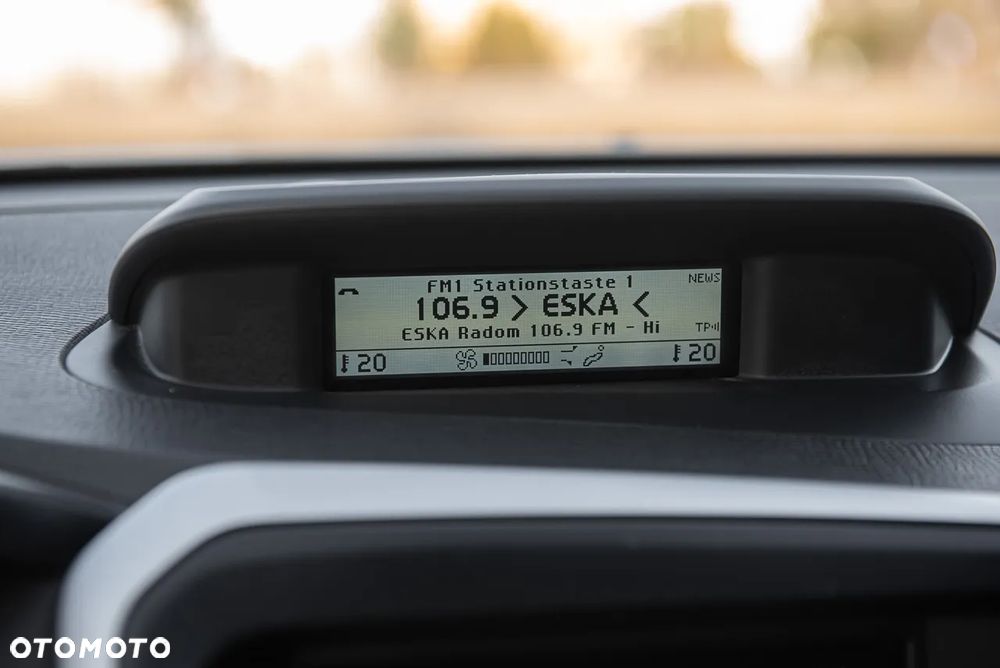 FM1 Stationstaste 1
NEWS
106.9 > ESKA <
ESKA Radom 106.9 FM - Hi
TP
20
20
OTOMOTO